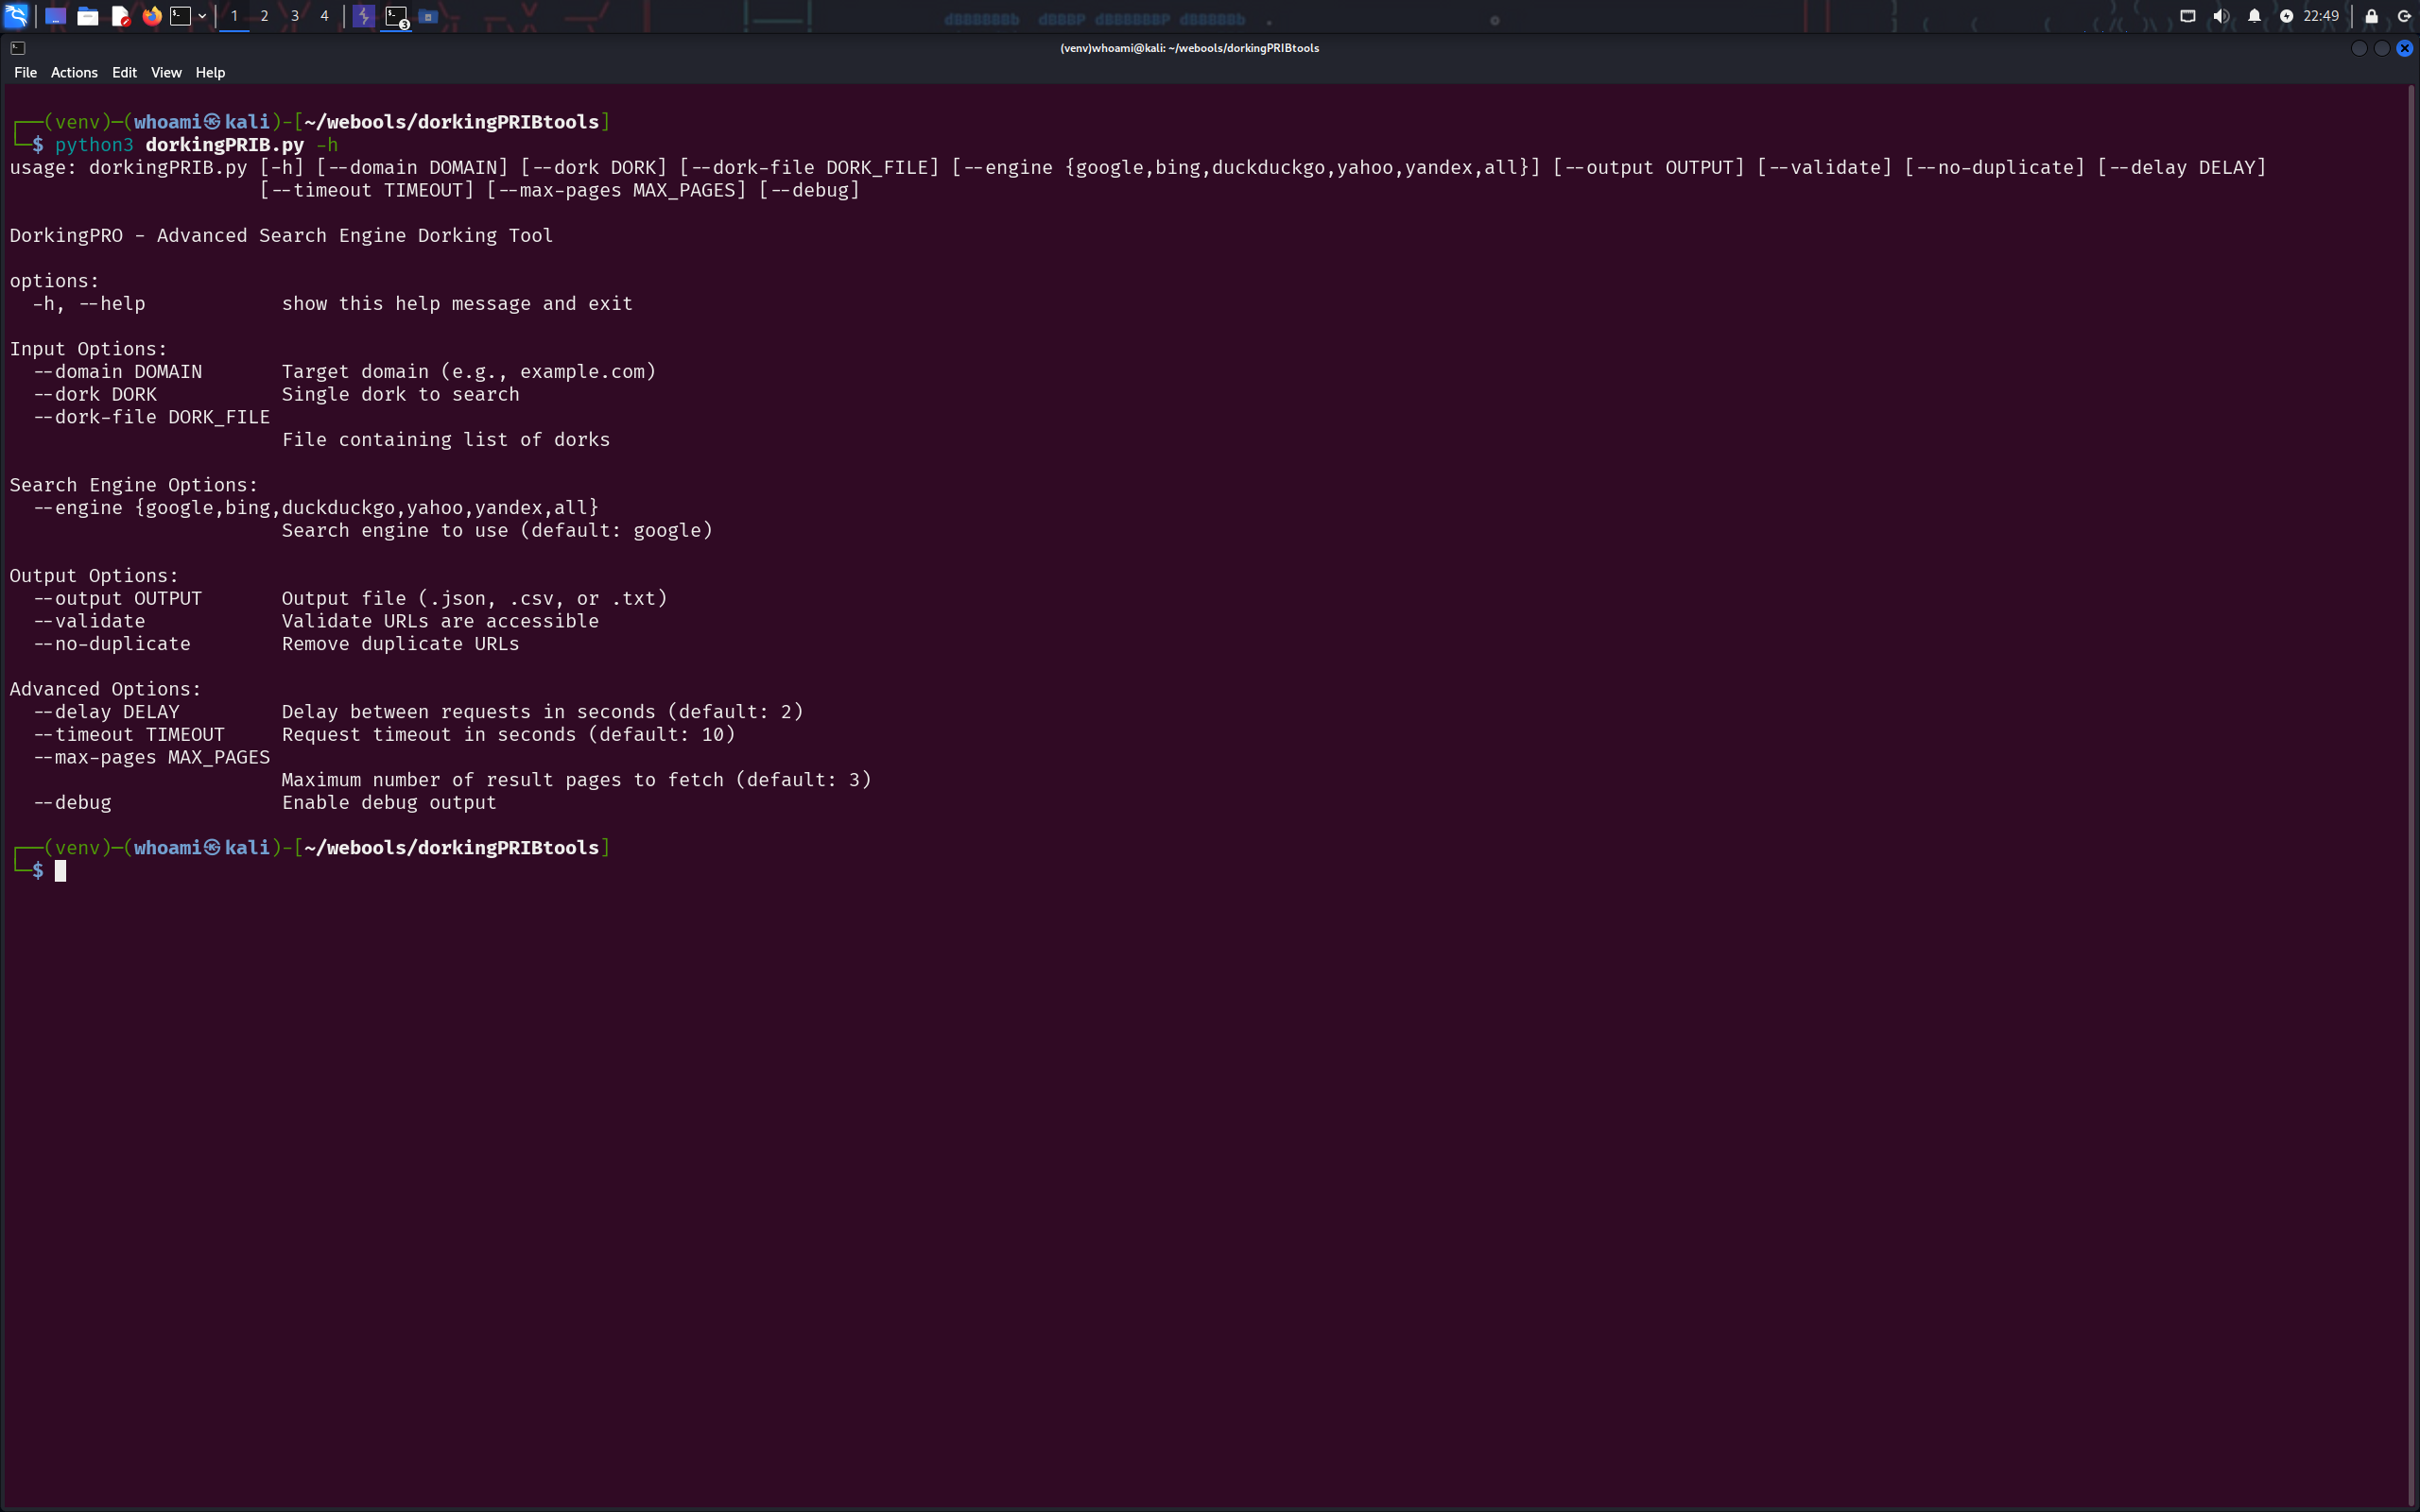 1 2 3 4
dBBBBBBb dBBBP dBBBBBBP dBBBBBb
22:49
(venv)whoami@kali: ~/webools/dorkingPRIBtools
File Actions Edit View Help
┌──(venv)─(whoami㉿kali)-[~/webools/dorkingPRIBtools]
└─$ python3 dorkingPRIB.py -h
usage: dorkingPRIB.py [-h] [--domain DOMAIN] [--dork DORK] [--dork-file DORK_FILE] [--engine {google,bing,duckduckgo,yahoo,yandex,all}] [--output OUTPUT] [--validate] [--no-duplicate] [--delay DELAY]
[--timeout TIMEOUT] [--max-pages MAX_PAGES] [--debug]
DorkingPRO - Advanced Search Engine Dorking Tool
options:
-h, --help show this help message and exit
Input Options:
--domain DOMAIN Target domain (e.g., example.com)
--dork DORK Single dork to search
--dork-file DORK_FILE
File containing list of dorks
Search Engine Options:
--engine {google,bing,duckduckgo,yahoo,yandex,all}
Search engine to use (default: google)
Output Options:
--output OUTPUT Output file (.json, .csv, or .txt)
--validate Validate URLs are accessible
--no-duplicate Remove duplicate URLs
Advanced Options:
--delay DELAY Delay between requests in seconds (default: 2)
--timeout TIMEOUT Request timeout in seconds (default: 10)
--max-pages MAX_PAGES
Maximum number of result pages to fetch (default: 3)
--debug Enable debug output
┌──(venv)─(whoami㉿kali)-[~/webools/dorkingPRIBtools]
└─$